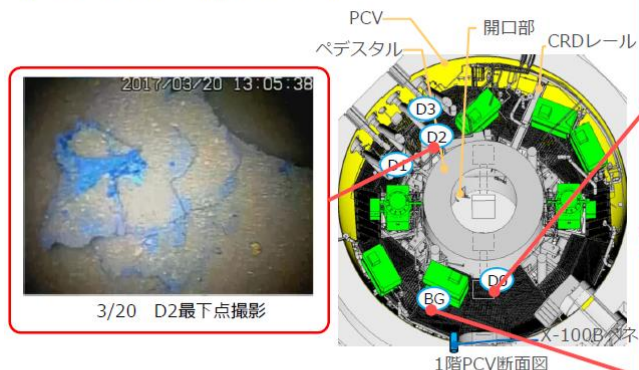 2017/03/20 13:05:38
3/20 D2最下点撮影
PCV
開口部
ペデスタル
CRDレール
D3
D2
D1
D0
BG
X-100Bペネ
1階PCV断面図